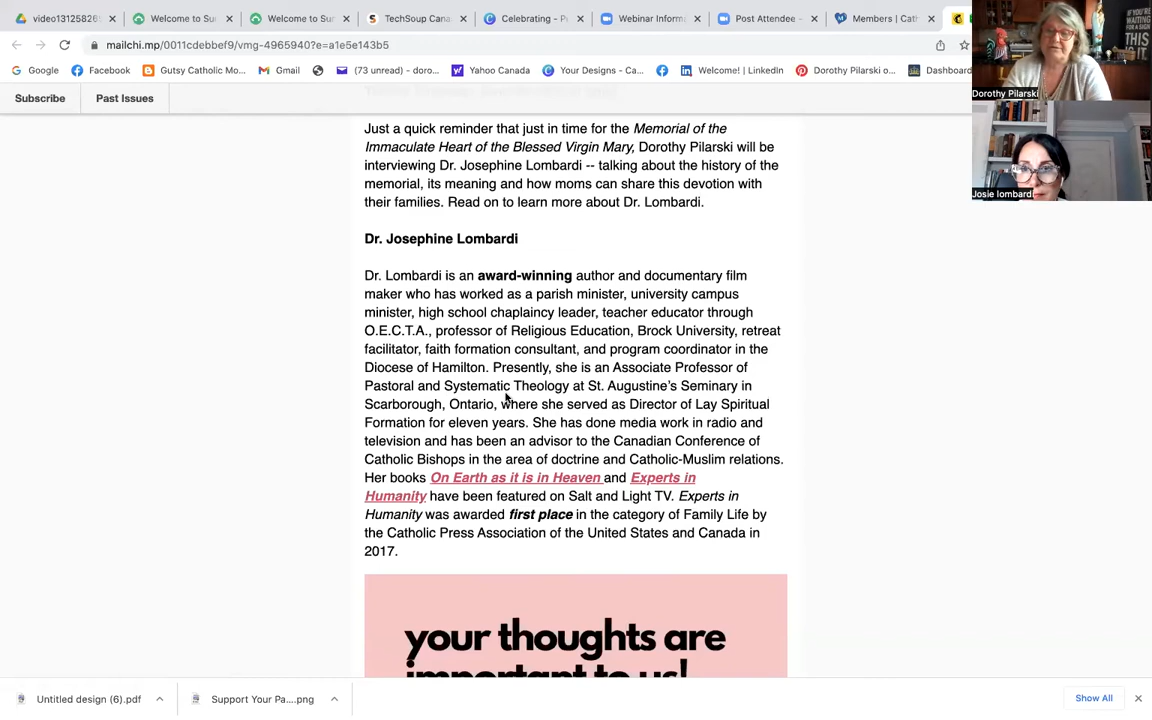 video13125826
Welcome to Su
Welcome to Su
TechSoup Cana
Celebrating - P
Webinar Inform
Post Attendee -
Members | Cath
mailchi.mp/0011cdebbef9/vmg-4965940?e=a1e5e143b5
Google
Facebook
Gutsy Catholic Mo...
Gmail
(73 unread) - doro...
Yahoo Canada
Your Designs - Ca...
Welcome! | LinkedIn
Dorothy Pilarski o...
Dashboard
Subscribe
Past Issues
IF YOU'RE
WAITING
FOR A SIGN
THIS
IS IT
Dorothy Pilarski
Josie lombardi
Just a quick reminder that just in time for the Memorial of the
Immaculate Heart of the Blessed Virgin Mary, Dorothy Pilarski will be
interviewing Dr. Josephine Lombardi -- talking about the history of the
memorial, its meaning and how moms can share this devotion with
their families. Read on to learn more about Dr. Lombardi.
Dr. Josephine Lombardi
Dr. Lombardi is an award-winning author and documentary film
maker who has worked as a parish minister, university campus
minister, high school chaplaincy leader, teacher educator through
O.E.C.T.A., professor of Religious Education, Brock University, retreat
facilitator, faith formation consultant, and program coordinator in the
Diocese of Hamilton. Presently, she is an Associate Professor of
Pastoral and Systematic Theology at St. Augustine's Seminary in
Scarborough, Ontario, where she served as Director of Lay Spiritual
Formation for eleven years. She has done media work in radio and
television and has been an advisor to the Canadian Conference of
Catholic Bishops in the area of doctrine and Catholic-Muslim relations.
Her books On Earth as it is in Heaven and Experts in
Humanity have been featured on Salt and Light TV. Experts in
Humanity was awarded first place in the category of Family Life by
the Catholic Press Association of the United States and Canada in
2017.
your thoughts are
important to us!
Untitled design (6).pdf
Support Your Pa....png
Show All